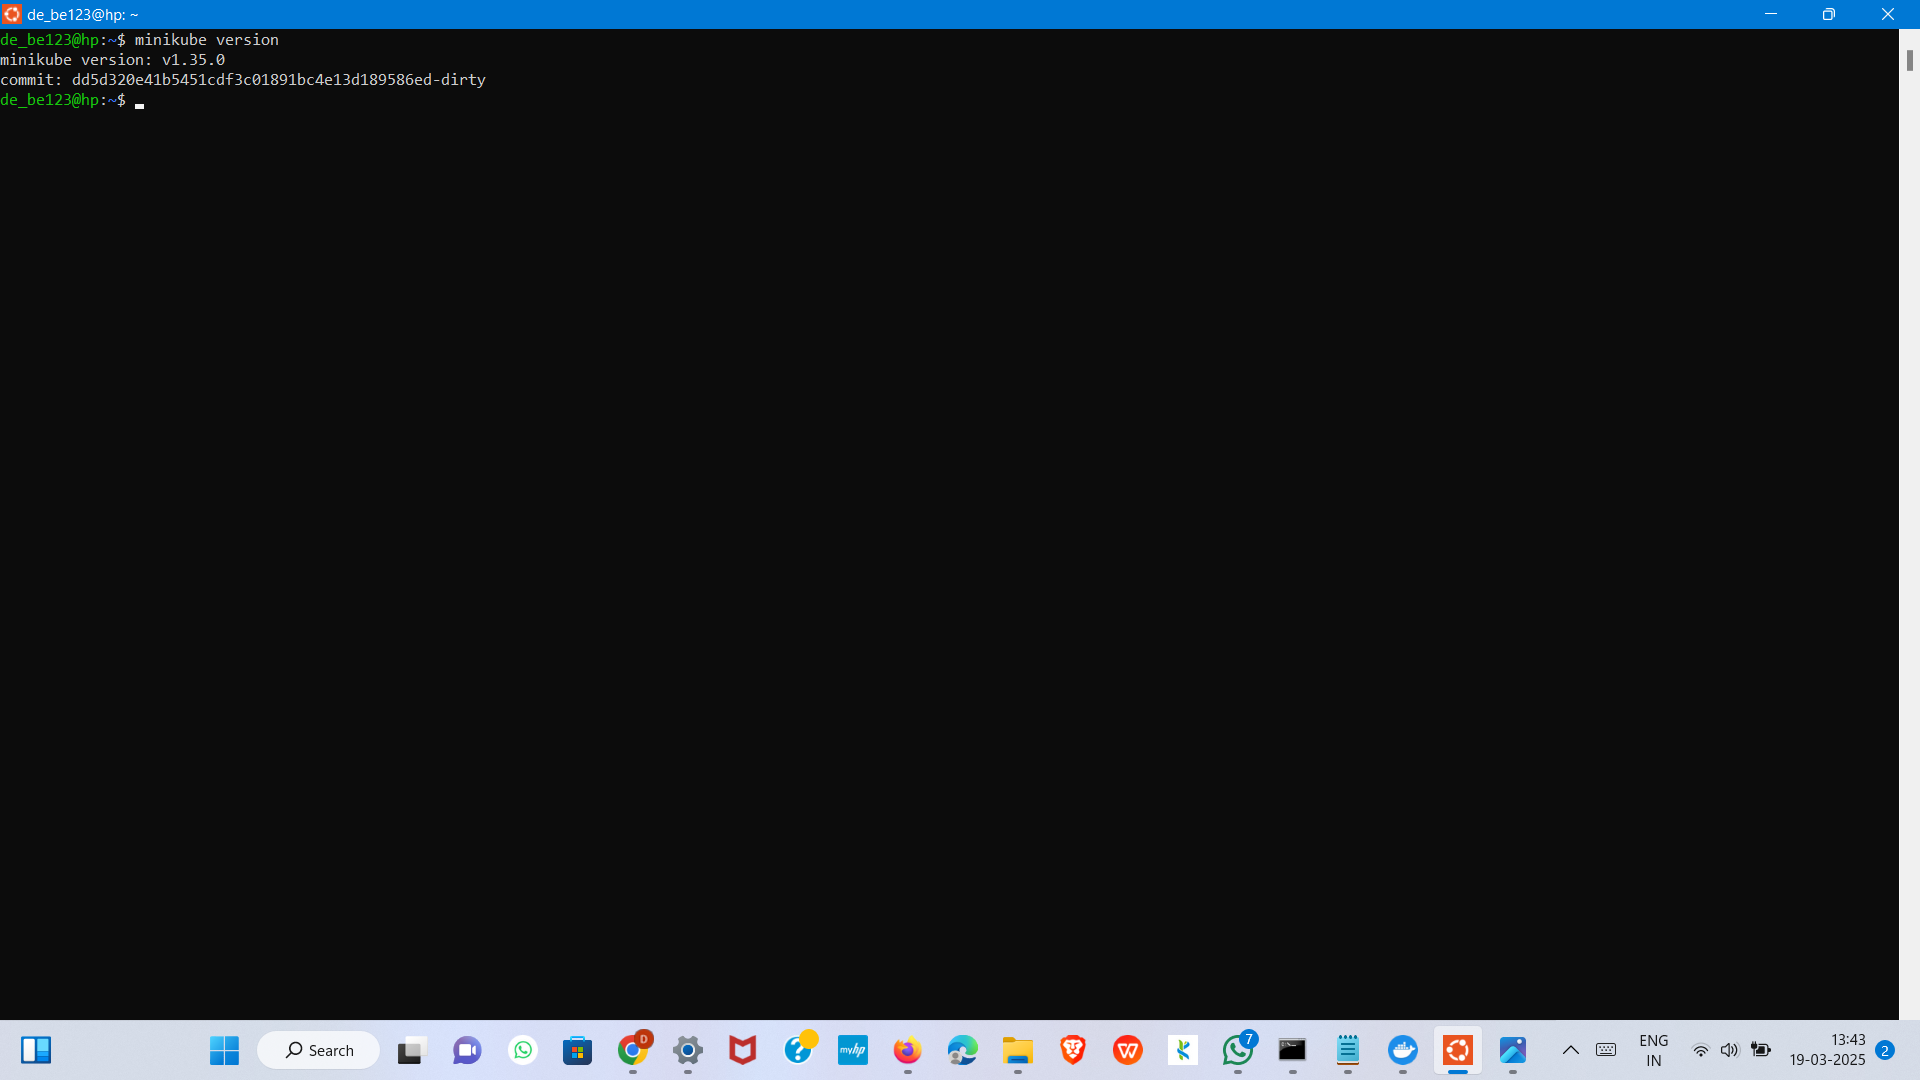 de_be123@hp: ~
de_be123@hp:~$ minikube version
minikube version: v1.35.0
commit: dd5d320e41b5451cdf3c01891bc4e13d189586ed-dirty
de_be123@hp:~$
Search
D
myhp
7
ENG
IN
13:43
19-03-2025
2